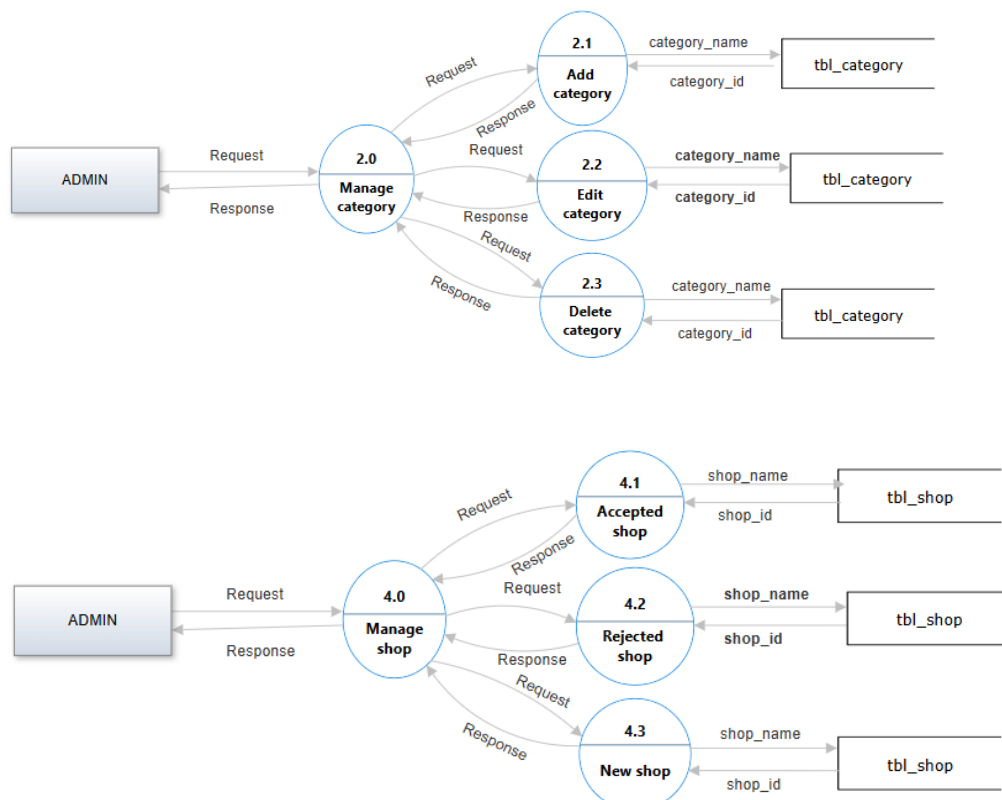 2.1
Add
category
category_name
category_id
tbl_category
Request
Response
ADMIN
Request
Response
2.0
Manage
category
Request
Response
2.2
Edit
category
category_name
category_id
tbl_category
Request
Response
2.3
Delete
category
category_name
category_id
tbl_category
4.1
Accepted
shop
shop_name
shop_id
tbl_shop
Request
Response
ADMIN
Request
Response
4.0
Manage
shop
Request
Response
4.2
Rejected
shop
shop_name
shop_id
tbl_shop
Request
Response
4.3
New shop
shop_name
shop_id
tbl_shop